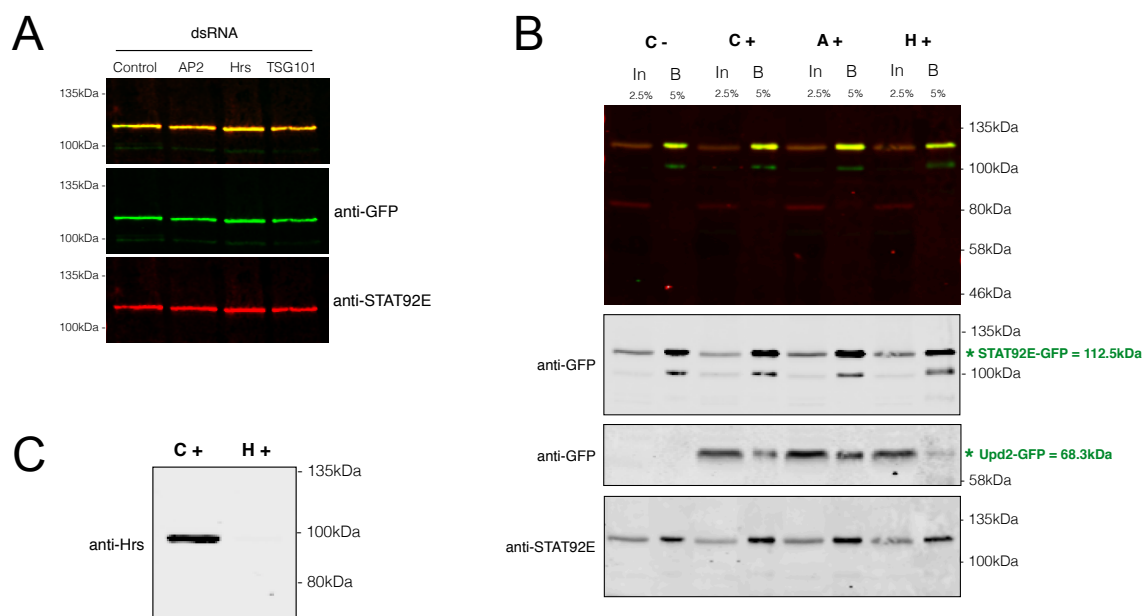 A
dsRNA
Control AP2 Hrs TSG101
135kDa -
100kDa -
135kDa -
anti-GFP
100kDa -
135kDa -
anti-STAT92E
100kDa -
B
C - C + A + H +
In B In B In B In B
2.5% 5% 2.5% 5% 2.5% 5% 2.5% 5%
- 135kDa
- 100kDa
- 80kDa
- 58kDa
- 46kDa
- 135kDa
anti-GFP
* STAT92E-GFP = 112.5kDa
- 100kDa
anti-GFP
* Upd2-GFP = 68.3kDa
- 58kDa
- 135kDa
anti-STAT92E
- 100kDa
C
C + H +
- 135kDa
anti-Hrs
- 100kDa
- 80kDa